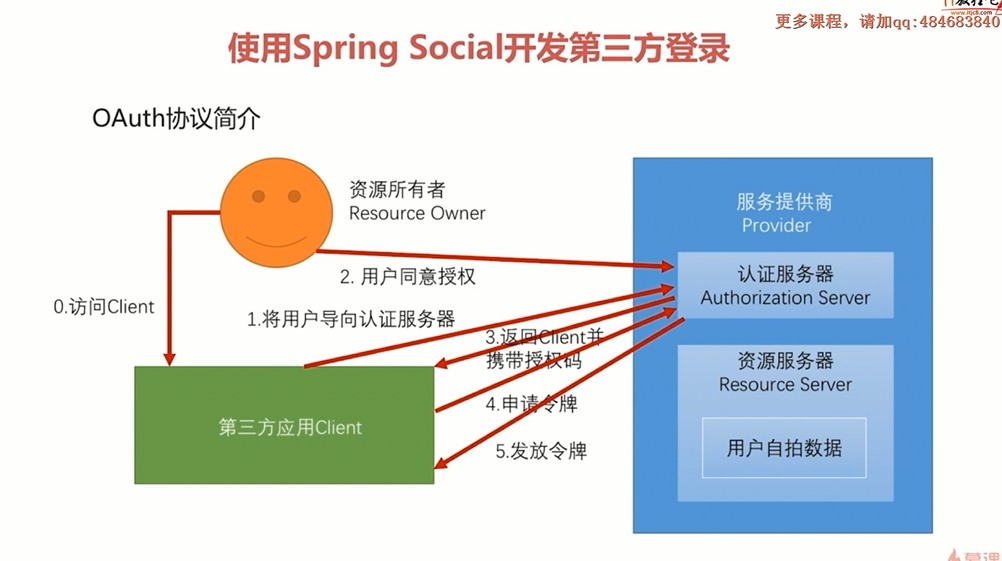 www.itjc8.com
更多课程，请加qq:484683840
使用Spring Social开发第三方登录
OAuth协议简介
资源所有者
Resource Owner
服务提供商
Provider
2. 用户同意授权
认证服务器
Authorization Server
0.访问Client
1.将用户导向认证服务器
3.返回Client并
携带授权码
资源服务器
Resource Server
4.申请令牌
第三方应用Client
用户自拍数据
5.发放令牌